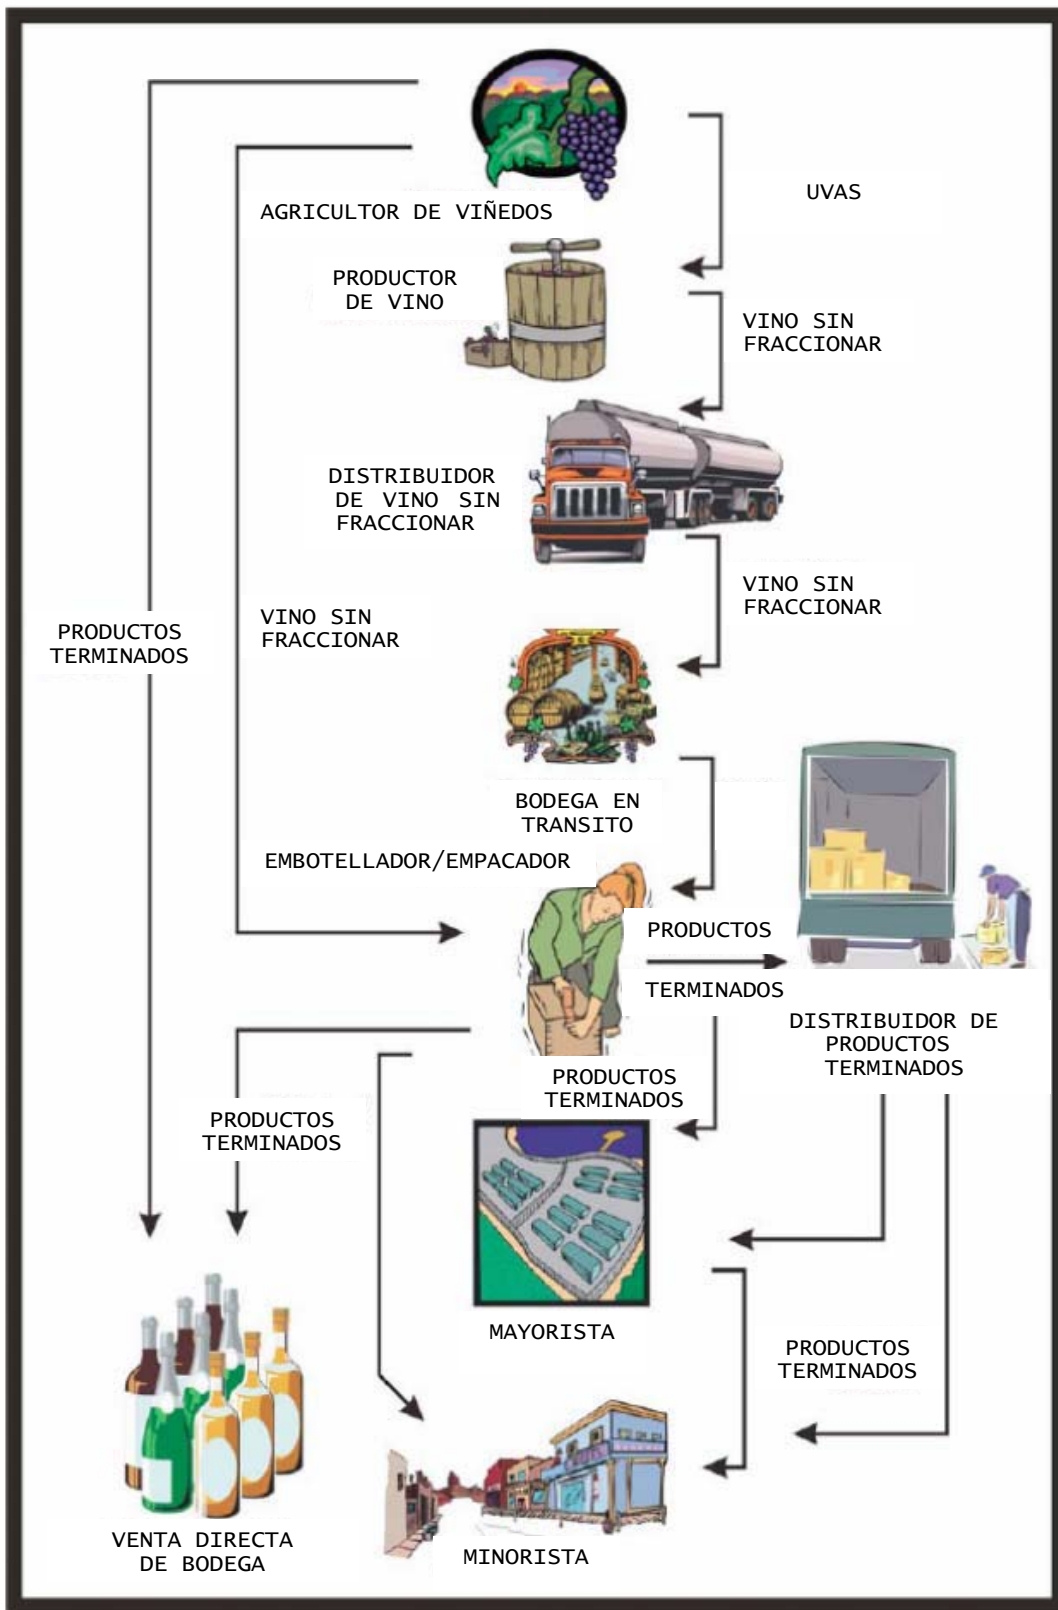 AGRICULTOR DE VIÑEDOS
UVAS
PRODUCTOR
DE VINO
VINO SIN
FRACCIONAR
DISTRIBUIDOR
DE VINO SIN
FRACCIONAR
VINO SIN
FRACCIONAR
PRODUCTOS
TERMINADOS
VINO SIN
FRACCIONAR
BODEGA EN
TRANSITO
EMBOTELLADOR/EMPACADOR
PRODUCTOS
TERMINADOS
DISTRIBUIDOR DE
PRODUCTOS
TERMINADOS
PRODUCTOS
TERMINADOS
PRODUCTOS
TERMINADOS
MAYORISTA
PRODUCTOS
TERMINADOS
VENTA DIRECTA
DE BODEGA
MINORISTA